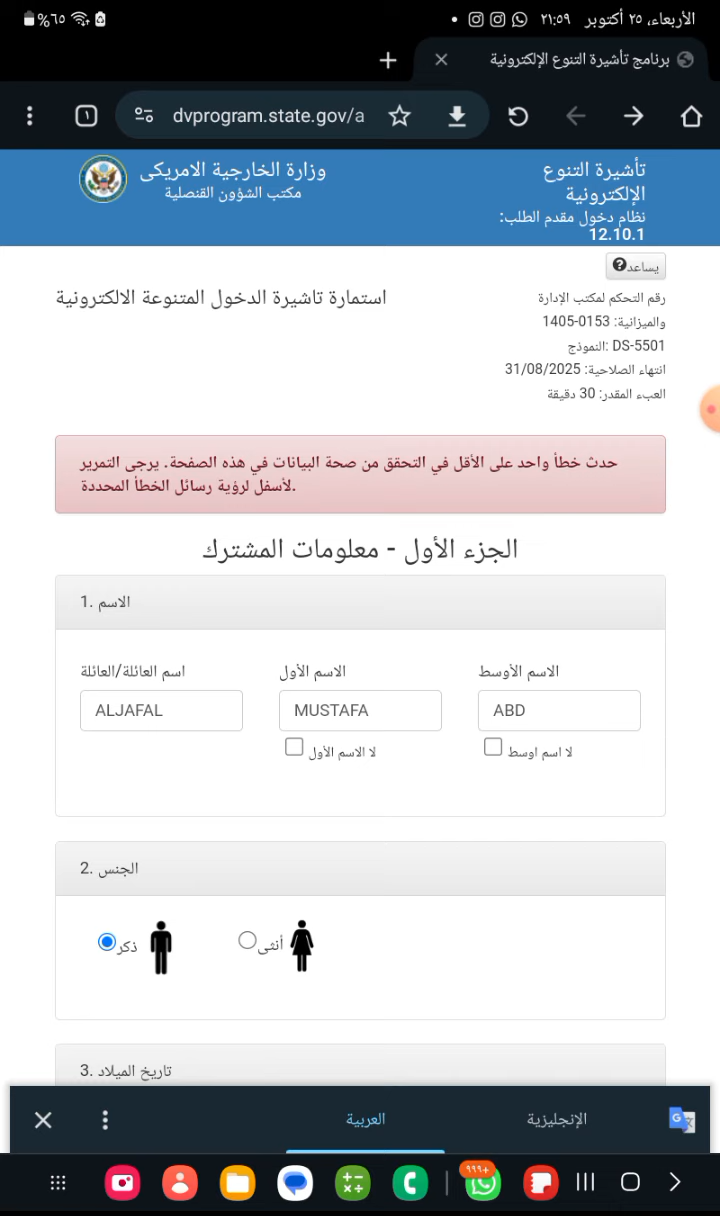 الأربعاء، ٢٥ أكتوبر ٢١:٥٩
%٦٥
برنامج تأشيرة التنوع الإلكترونية
dvprogram.state.gov/a
١
تأشيرة التنوع
الإلكترونية
نظام دخول مقدم الطلب:
12.10.1
وزارة الخارجية الامريكى
مكتب الشؤون القنصلية
يساعد
رقم التحكم لمكتب الإدارة
والميزانية: 0153-1405
DS-5501 :النموذج
انتهاء الصلاحية: 31/08/2025
العبء المقدر: 30 دقيقة
استمارة تاشيرة الدخول المتنوعة الالكترونية
حدث خطأ واحد على الأقل في التحقق من صحة البيانات في هذه الصفحة. يرجى التمرير
.لأسفل لرؤية رسائل الخطأ المحددة
الجزء الأول - معلومات المشترك
1. الاسم
اسم العائلة/العائلة
الاسم الأول
الاسم الأوسط
ALJAFAL
MUSTAFA
ABD
لا الاسم الأول
لا اسم اوسط
2. الجنس
ذكر
أنثى
3. تاريخ الميلاد
العربية
الإنجليزية
٩٩٩+